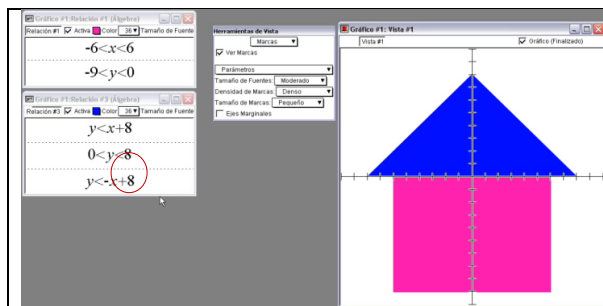 Gráfico #1:Relación #1 (Álgebra)
Relación #1 Activa Color 36 Tamaño de Fuente
-6<x<6
-9<y<0
Gráfico #1:Relación #3 (Álgebra)
Relación #3 Activa Color 36 Tamaño de Fuente
y<x+8
0<y<8
y<-x+8
Herramientas de Vista
Marcas
Ver Marcas
Parámetros
Tamaño de Fuentes: Moderado
Densidad de Marcas: Denso
Tamaño de Marcas: Pequeño
Ejes Marginales
Gráfico #1: Vista #1
Vista #1 Gráfico (Finalizado)